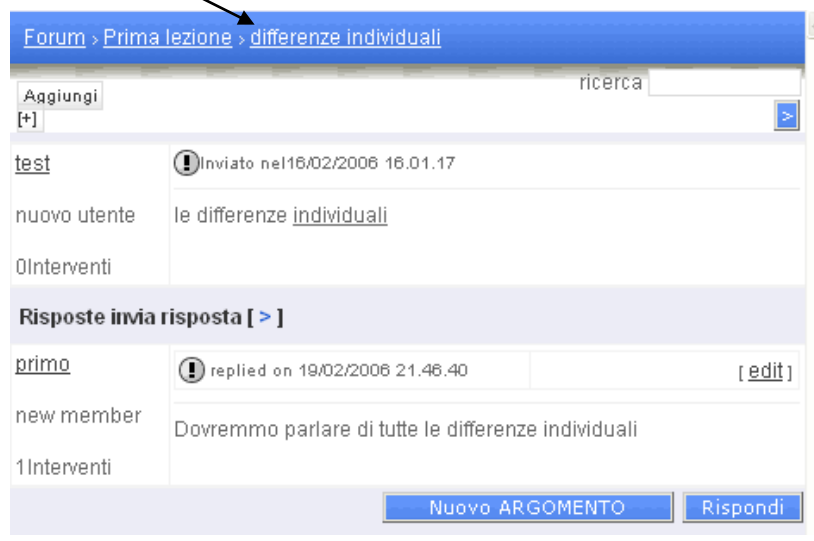 Forum > Prima lezione > differenze individuali
ricerca
Aggiungi
[+]
>
test
Inviato nel16/02/2006 16.01.17
nuovo utente
le differenze individuali
0Interventi
Risposte invia risposta [ > ]
primo
replied on 19/02/2006 21.46.40
[ edit ]
new member
Dovremmo parlare di tutte le differenze individuali
1Interventi
Nuovo ARGOMENTO
Rispondi